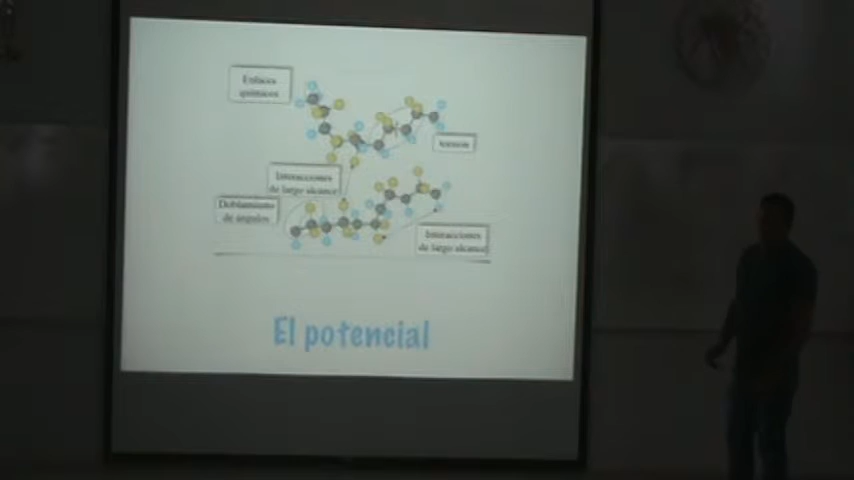 Enlaces
químicos
torsión
Interacciones
de largo alcance
Doblamiento
de ángulos
Interacciones
de largo alcance
El potencial